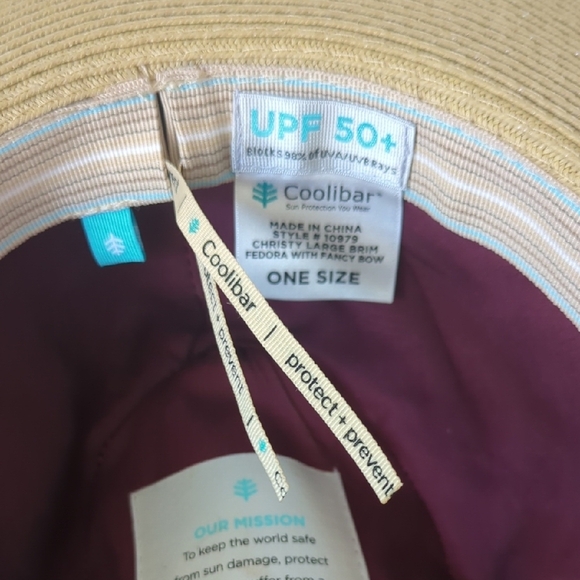 UPF 50+
Blocks 98% of UVA/UVB Rays
Coolibar®
Sun Protection You Wear
MADE IN CHINA
STYLE # 10979
CHRISTY LARGE BRIM
FEDORA WITH FANCY BOW
ONE SIZE
Coolibar | protect + prevent
+ prevent |
OUR MISSION
To keep the world safe
from sun damage, protect